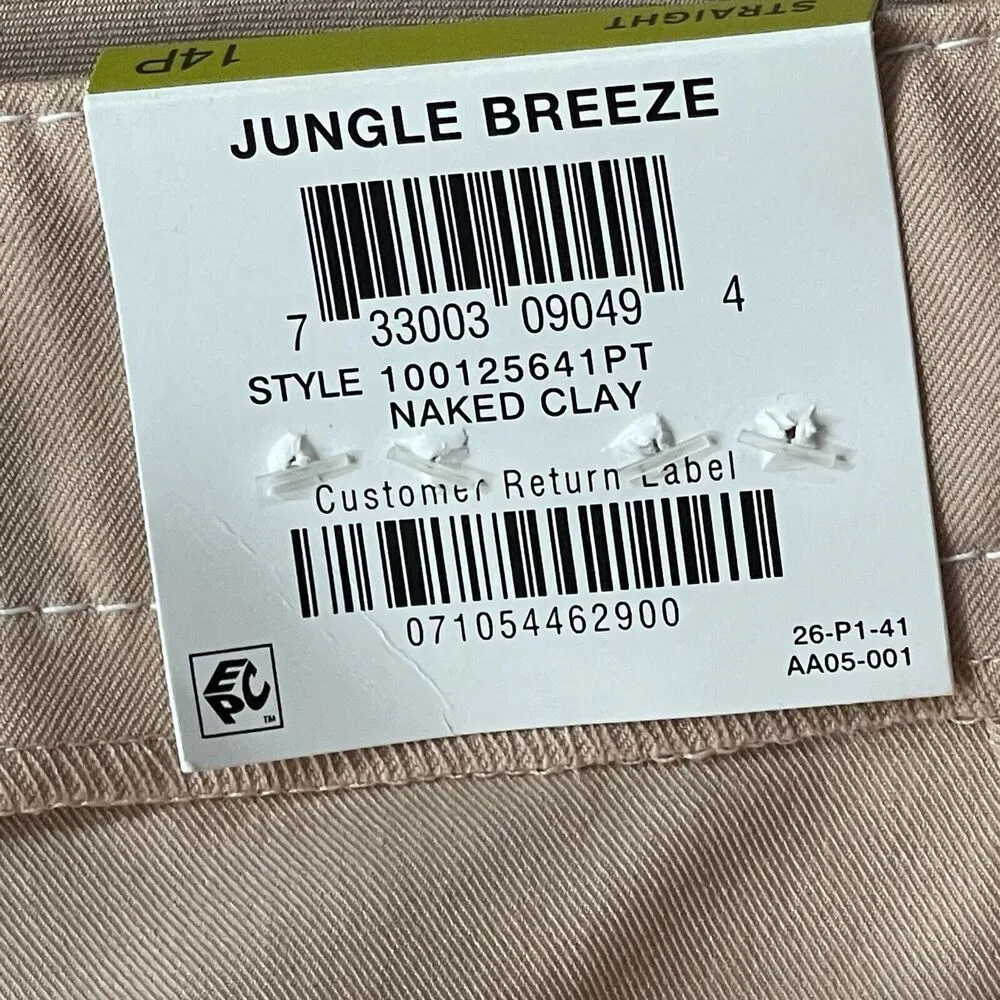 14P STRAIGHT
JUNGLE BREEZE
7 33003 09049 4
STYLE 100125641PT
NAKED CLAY
Customer Return Label
071054462900
26-P1-41
AA05-001
EPC TM